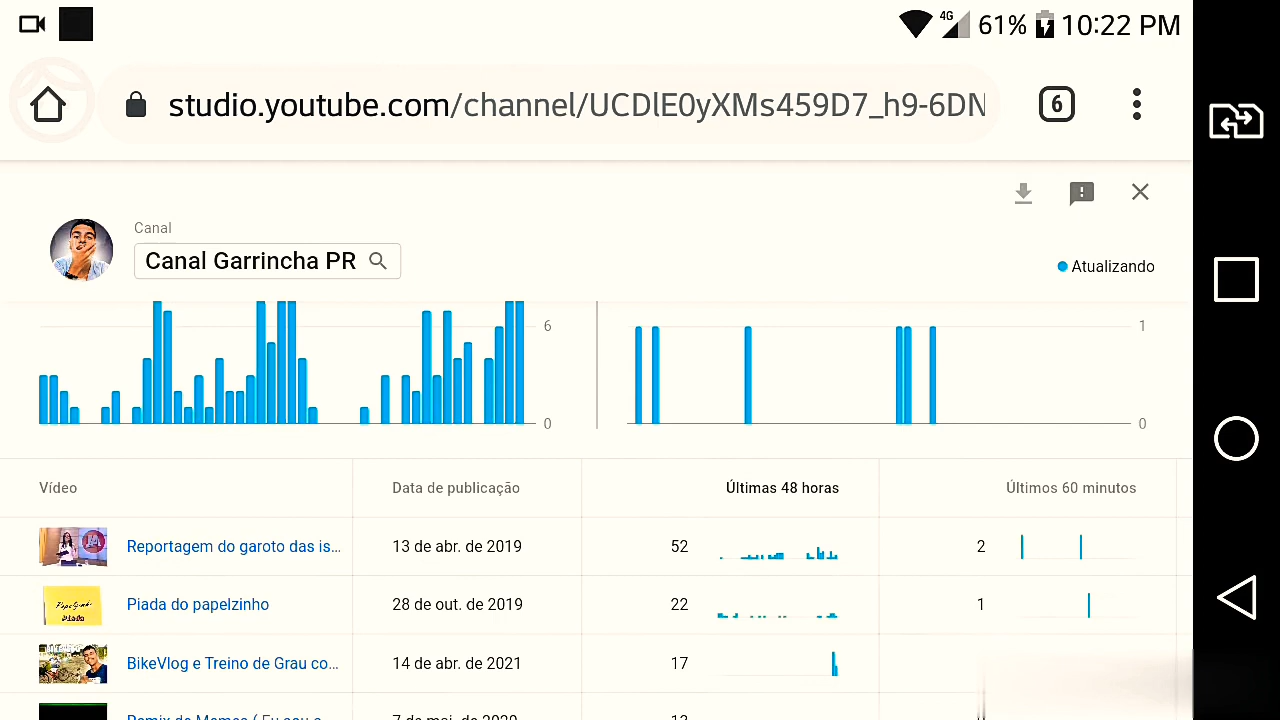 4G 61% 10:22 PM
studio.youtube.com/channel/UCDlE0yXMs459D7_h9-6DN
6
Canal
Canal Garrincha PR
Atualizando
6
1
0
0
Vídeo Data de publicação Últimas 48 horas Últimos 60 minutos
Reportagem do garoto das is... 13 de abr. de 2019 52 2
Piada do papelzinho 28 de out. de 2019 22 1
BikeVlog e Treino de Grau co... 14 de abr. de 2021 17